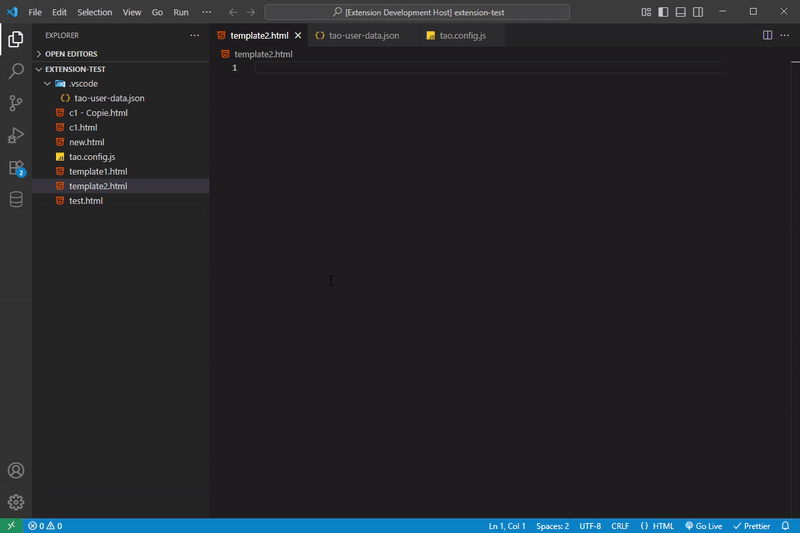 File Edit Selection View Go Run ··· [Extension Development Host] extension-test
EXPLORER ···
OPEN EDITORS
EXTENSION-TEST
.vscode
tao-user-data.json
c1 - Copie.html
c1.html
new.html
JS tao.config.js
template1.html
template2.html
test.html
2
template2.html tao-user-data.json JS tao.config.js ···
template2.html
1
0 0 Ln 1, Col 1 Spaces: 2 UTF-8 CRLF HTML Go Live Prettier